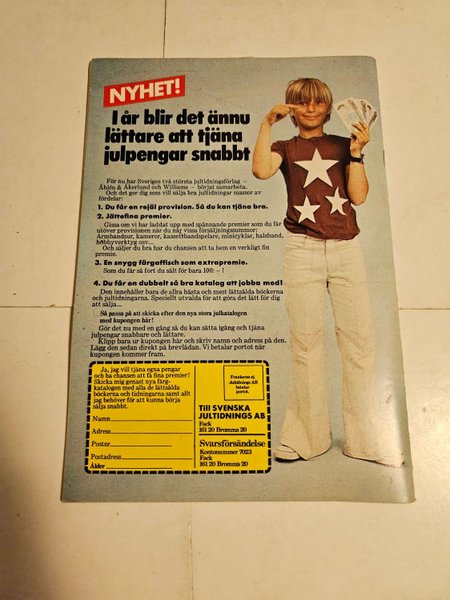 NYHET!
I år blir det ännu
lättare att tjäna
julpengar snabbt
För nu har Sveriges två största jultidningsförlag –
Åhlén & Åkerlund och Williams – börjat samarbeta.
Och det ger dig som vill sälja bra jultidningar massor av
fördelar:
1. Du får en rejäl provision. Så du kan tjäna bra.
2. Jättefina premier.
Gissa om vi har laddat upp med spännande premier som du får
utöver provisionen när du når vissa försäljningssummor:
Armbandsur, kameror, kassettbandspelare, minicyklar, halsband,
hobbyverktyg osv...
Och säljer du bra har du chansen att ta hem en verkligt fin
premie.
3. En snygg färgaffisch som extrapremie.
Som du får så fort du sålt för bara 100: – !
4. Du får en dubbelt så bra katalog att jobba med!
Den innehåller bara de allra bästa och mest lättsålda böckerna
och jultidningarna. Speciellt utvalda för att göra det lätt för dig
att sälja...
Så passa på att skicka efter den nya stora julkatalogen
med kupongen här!
Gör det nu med en gång så du kan sätta igång och tjäna
julpengar snabbare och lättare.
Klipp bara ur kupongen här och skriv namn och adress på den.
Lägg den sedan direkt på brevlådan. Vi betalar portot när
kupongen kommer fram.
Ja, jag vill tjäna egna pengar
och ha chansen att få fina premier!
Skicka mig genast nya färg-
katalogen med alla de lättsålda
böckerna och tidningarna samt allt
jag behöver för att kunna börja
sälja snabbt.
Namn
Adress
Postnr.
Postadress
Ålder
Frankeras ej.
Jultidnings AB
betalar
portot.
Till SVENSKA
JULTIDNINGS AB
Fack
161 20 Bromma 20
Svarsförsändelse
Kontonummer 7023
Fack
161 20 Bromma 20